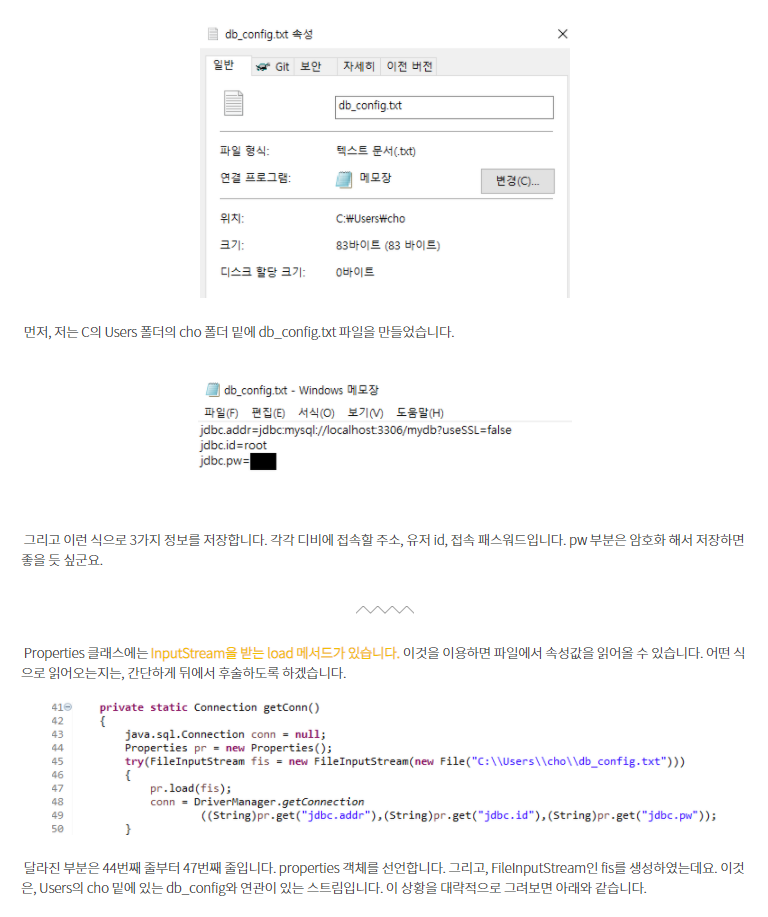 db_config.txt 속성
일반 Git 보안 자세히 이전 버전
db_config.txt
파일 형식: 텍스트 문서(.txt)
연결 프로그램: 메모장 변경(C)...
위치: C:₩Users₩cho
크기: 83바이트 (83 바이트)
디스크 할당 크기: 0바이트
먼저, 저는 C의 Users 폴더의 cho 폴더 밑에 db_config.txt 파일을 만들었습니다.
db_config.txt - Windows 메모장
파일(F) 편집(E) 서식(O) 보기(V) 도움말(H)
jdbc.addr=jdbc:mysql://localhost:3306/mydb?useSSL=false
jdbc.id=root
jdbc.pw=
그리고 이런 식으로 3가지 정보를 저장합니다. 각각 디비에 접속할 주소, 유저 id, 접속 패스워드입니다. pw 부분은 암호화 해서 저장하면
좋을 듯 싶군요.
Properties 클래스에는 InputStream을 받는 load 메서드가 있습니다. 이것을 이용하면 파일에서 속성값을 읽어올 수 있습니다. 어떤 식
으로 읽어오는지는, 간단하게 뒤에서 후술하도록 하겠습니다.
41 private static Connection getConn()
42 {
43 java.sql.Connection conn = null;
44 Properties pr = new Properties();
45 try(FileInputStream fis = new FileInputStream(new File("C:\\Users\\cho\\db_config.txt")))
46 {
47 pr.load(fis);
48 conn = DriverManager.getConnection
49 ((String)pr.get("jdbc.addr"),(String)pr.get("jdbc.id"),(String)pr.get("jdbc.pw"));
50 }
달라진 부분은 44번째 줄부터 47번째 줄입니다. properties 객체를 선언합니다. 그리고, FileInputStream인 fis를 생성하였는데요. 이것
은, Users의 cho 밑에 있는 db_config와 연관이 있는 스트림입니다. 이 상황을 대략적으로 그려보면 아래와 같습니다.